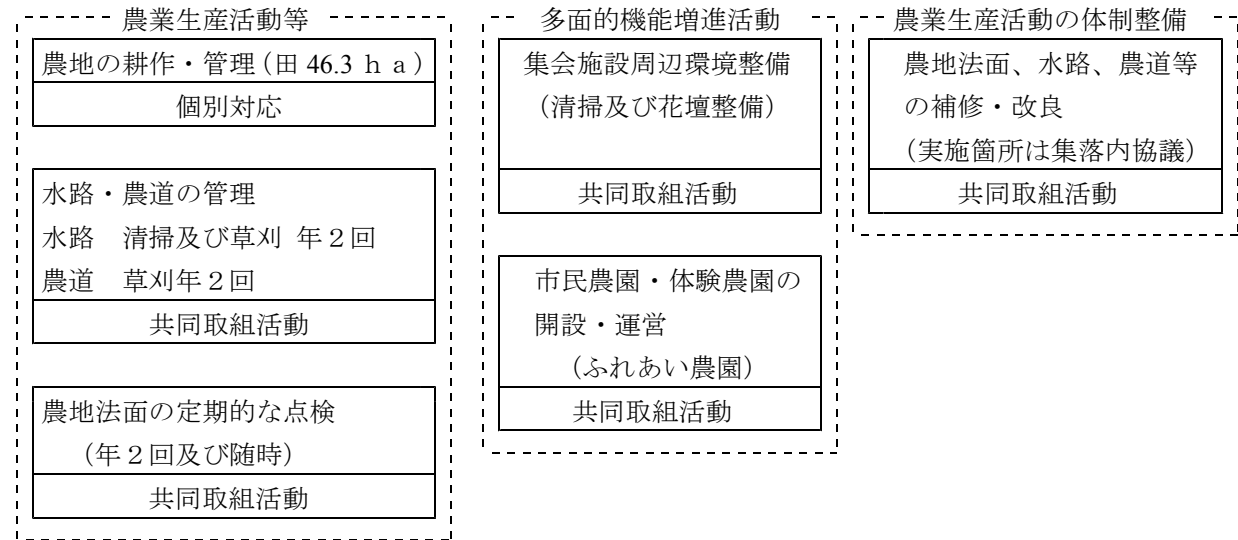 農業生産活動等
農地の耕作・管理(田 46.3 ｈａ)
個別対応
水路・農道の管理
水路　清掃及び草刈 年２回
農道　草刈年２回
共同取組活動
農地法面の定期的な点検
(年２回及び随時)
共同取組活動
多面的機能増進活動
集会施設周辺環境整備
(清掃及び花壇整備)
共同取組活動
市民農園・体験農園の
開設・運営
(ふれあい農園)
共同取組活動
農業生産活動の体制整備
農地法面、水路、農道等
の補修・改良
(実施箇所は集落内協議)
共同取組活動